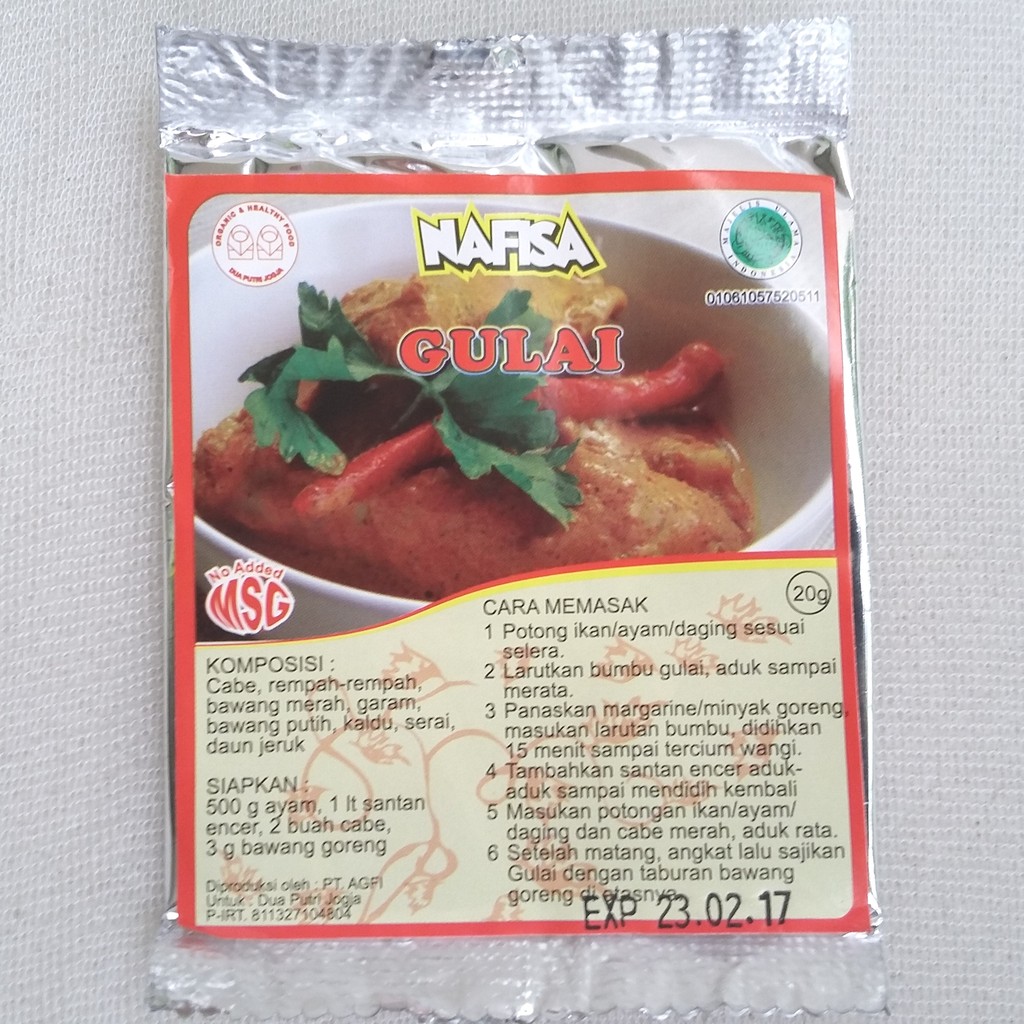 ORGANIC & HEALTHY FOOD
DUA PUTRI JOGJA
NAFISA
MAJELIS ULAMA
INDONESIA
01061057520511
GULAI
No Added
MSG
20g
KOMPOSISI :
Cabe, rempah-rempah,
bawang merah, garam,
bawang putih, kaldu, serai,
daun jeruk
SIAPKAN :
500 g ayam, 1 lt santan
encer, 2 buah cabe,
3 g bawang goreng
Diproduksi oleh : PT. AGFI
Untuk : Dua Putri Jogja
P-IRT. 811327104804
CARA MEMASAK
1 Potong ikan/ayam/daging sesuai
selera.
2 Larutkan bumbu gulai, aduk sampai
merata.
3 Panaskan margarine/minyak goreng,
masukan larutan bumbu, didihkan
15 menit sampai tercium wangi.
4 Tambahkan santan encer aduk-
aduk sampai mendidih kembali
5 Masukan potongan ikan/ayam/
daging dan cabe merah, aduk rata.
6 Setelah matang, angkat lalu sajikan
Gulai dengan taburan bawang
goreng di atasnya
EXP 23.02.17